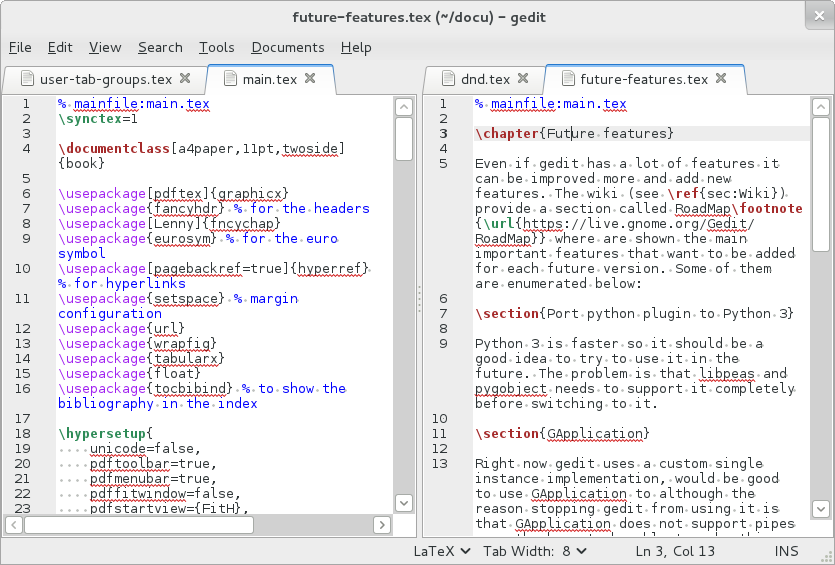 future-features.tex (~/docu) - gedit
File Edit View Search Tools Documents Help
user-tab-groups.tex main.tex
1 % mainfile:main.tex
2 \synctex=1
3
4 \documentclass[a4paper,11pt,twoside]
{book}
5
6 \usepackage[pdftex]{graphicx}
7 \usepackage{fancyhdr} % for the headers
8 \usepackage[Lenny]{fncychap}
9 \usepackage{eurosym} % for the euro
symbol
10 \usepackage[pagebackref=true]{hyperref}
% for hyperlinks
11 \usepackage{setspace} % margin
configuration
12 \usepackage{url}
13 \usepackage{wrapfig}
14 \usepackage{tabularx}
15 \usepackage{float}
16 \usepackage{tocbibind} % to show the
bibliography in the index
17
18 \hypersetup{
19 unicode=false,
20 pdftoolbar=true,
21 pdfmenubar=true,
22 pdffitwindow=false,
23 pdfstartview={FitH},
dnd.tex future-features.tex
1 % mainfile:main.tex
2
3 \chapter{Future features}
4
5 Even if gedit has a lot of features it
can be improved more and add new
features. The wiki (see \ref{sec:Wiki})
provide a section called RoadMap\footnote
{\url{https://live.gnome.org/Gedit/
RoadMap}} where are shown the main
important features that want to be added
for each future version. Some of them
are enumerated below:
6
7 \section{Port python plugin to Python 3}
8
9 Python 3 is faster so it should be a
good idea to try to use it in the
future. The problem is that libpeas and
pygobject needs to support it completely
before switching to it.
10
11 \section{GApplication}
12
13 Right now gedit uses a custom single
instance implementation, would be good
to use GApplication to although the
reason stopping gedit from using it is
that GApplication does not support pipes
LaTeX Tab Width: 8 Ln 3, Col 13 INS